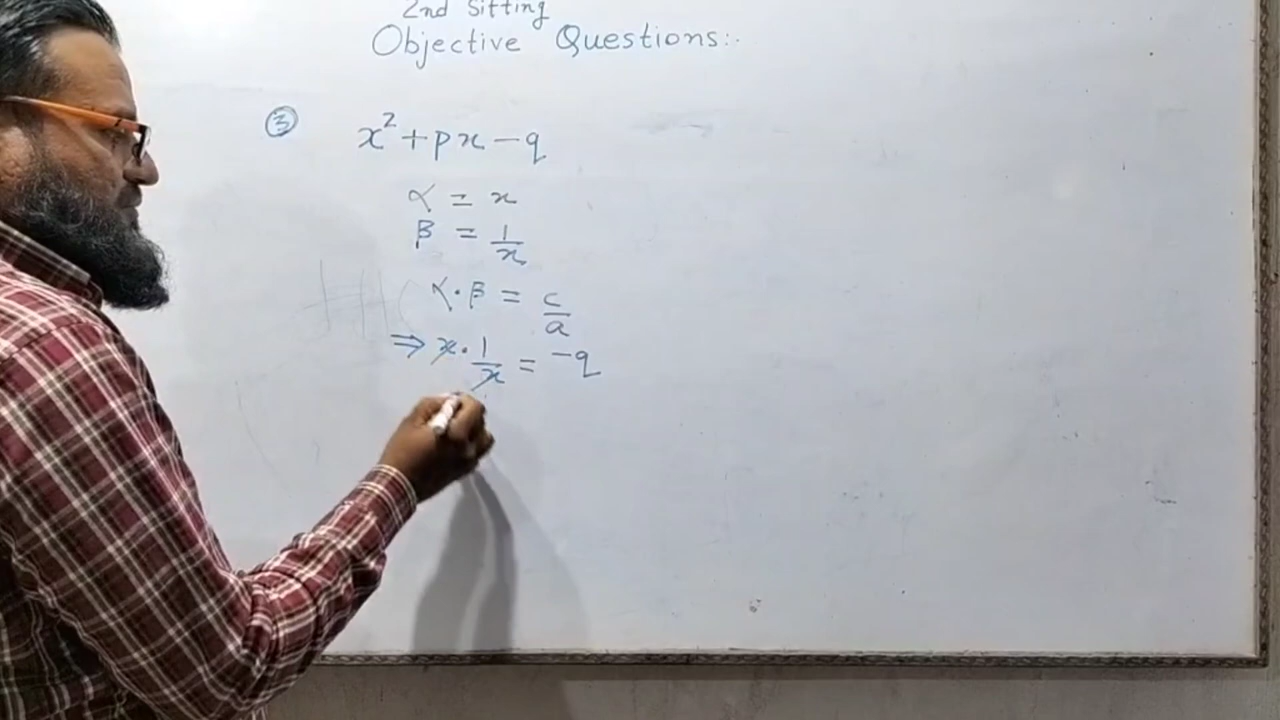 2nd Sitting
Objective Questions:.
③ x² + px - q
α = x
β = 1/x
α·β = c/a
⇒ x · 1/x = -q